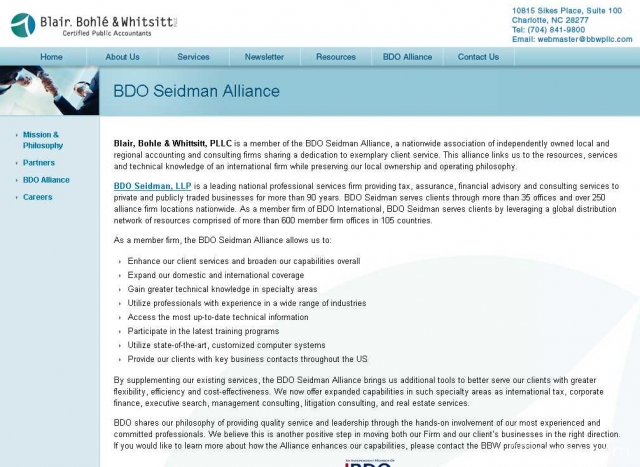 Blair, Bohlé & Whitsitt PLLC
Certified Public Accountants
10815 Sikes Place, Suite 100
Charlotte, NC 28277
Tel: (704) 841-9800
Email: webmaster@bbwpllc.com
Home About Us Services Newsletter Resources BDO Alliance Contact Us
BDO Seidman Alliance
Mission &
Philosophy
Partners
BDO Alliance
Careers
Blair, Bohle & Whittsitt, PLLC is a member of the BDO Seidman Alliance, a nationwide association of independently owned local and
regional accounting and consulting firms sharing a dedication to exemplary client service. This alliance links us to the resources, services
and technical knowledge of an international firm while preserving our local ownership and operating philosophy.
BDO Seidman, LLP is a leading national professional services firm providing tax, assurance, financial advisory and consulting services to
private and publicly traded businesses for more than 90 years. BDO Seidman serves clients through more than 35 offices and over 250
alliance firm locations nationwide. As a member firm of BDO International, BDO Seidman serves clients by leveraging a global distribution
network of resources comprised of more than 600 member firm offices in 105 countries.
As a member firm, the BDO Seidman Alliance allows us to:
Enhance our client services and broaden our capabilities overall
Expand our domestic and international coverage
Gain greater technical knowledge in specialty areas
Utilize professionals with experience in a wide range of industries
Access the most up-to-date technical information
Participate in the latest training programs
Utilize state-of-the-art, customized computer systems
Provide our clients with key business contacts throughout the US
By supplementing our existing services, the BDO Seidman Alliance brings us additional tools to better serve our clients with greater
flexibility, efficiency and cost-effectiveness. We now offer expanded capabilities in such specialty areas as international tax, corporate
finance, executive search, management consulting, litigation consulting, and real estate services.
BDO shares our philosophy of providing quality service and leadership through the hands-on involvement of our most experienced and
committed professionals. We believe this is another positive step in moving both our Firm and our client's businesses in the right direction.
If you would like to learn more about how the Alliance enhances our capabilities, please contact the BBW professional who serves you.
AN INDEPENDENT MEMBER OF
BDO